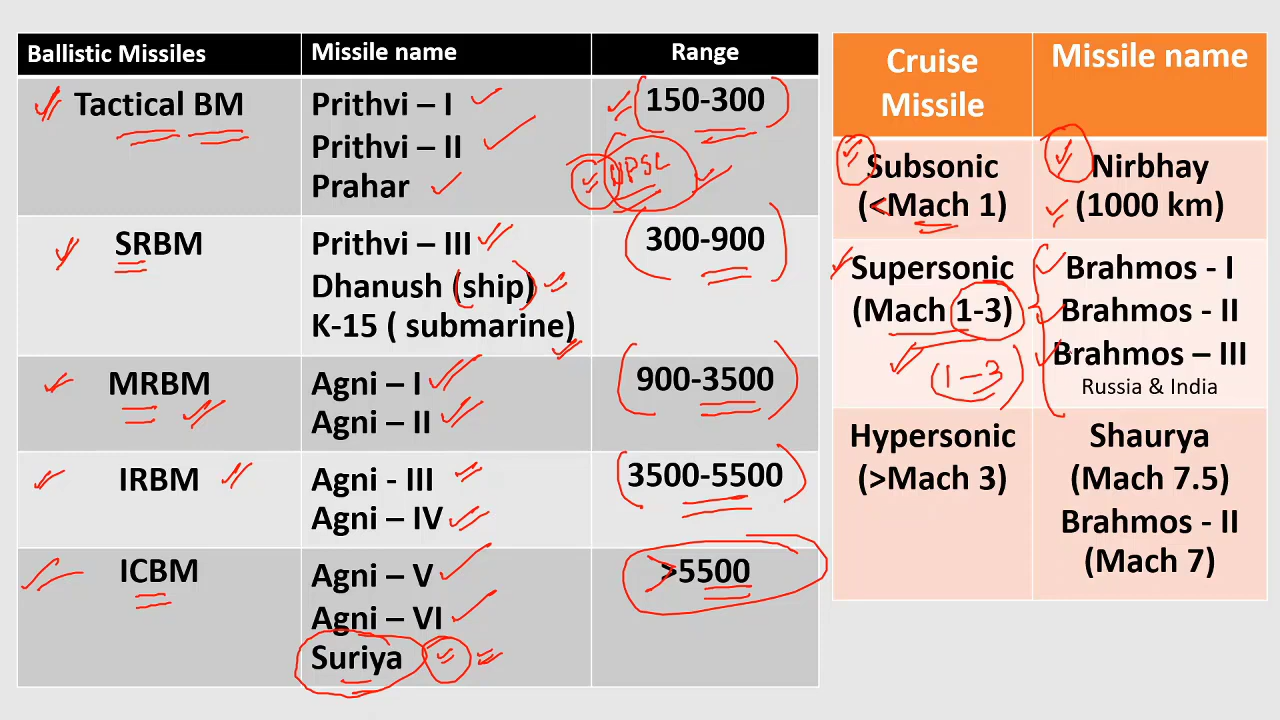 Ballistic Missiles Missile name Range
Tactical BM Prithvi – I 150-300
Prithvi – II
Prahar UPSC
SRBM Prithvi – III 300-900
Dhanush (ship)
K-15 ( submarine)
MRBM Agni – I 900-3500
Agni – II
IRBM Agni - III 3500-5500
Agni – IV
ICBM Agni – V >5500
Agni – VI
Suriya
Cruise Missile name
Missile
Subsonic Nirbhay
(<Mach 1) (1000 km)
Supersonic Brahmos - I
(Mach 1-3) Brahmos - II
Brahmos – III
(1-3) Russia & India
Hypersonic Shaurya
(>Mach 3) (Mach 7.5)
Brahmos - II
(Mach 7)